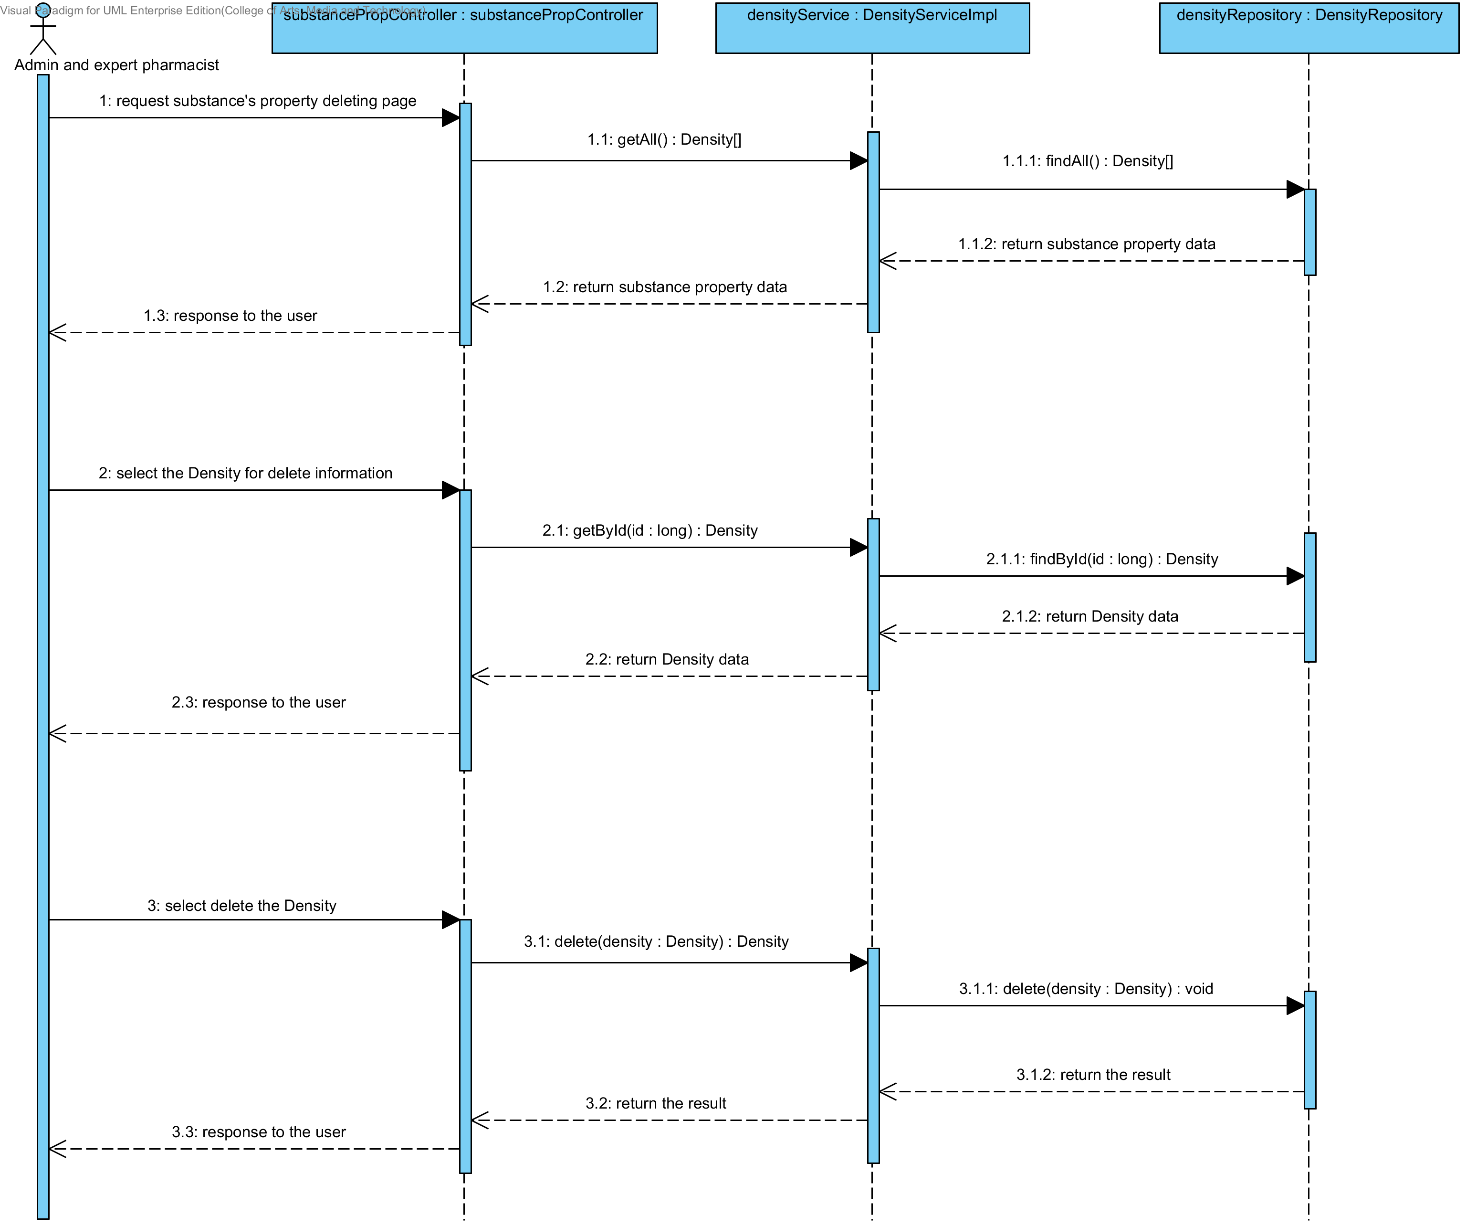 Visual Paradigm for UML Enterprise Edition(College of Arts, Media and Technology)
substancePropController : substancePropController
densityService : DensityServiceImpl
densityRepository : DensityRepository
Admin and expert pharmacist
1: request substance's property deleting page
1.1: getAll() : Density[]
1.1.1: findAll() : Density[]
1.1.2: return substance property data
1.2: return substance property data
1.3: response to the user
2: select the Density for delete information
2.1: getById(id : long) : Density
2.1.1: findById(id : long) : Density
2.1.2: return Density data
2.2: return Density data
2.3: response to the user
3: select delete the Density
3.1: delete(density : Density) : Density
3.1.1: delete(density : Density) : void
3.1.2: return the result
3.2: return the result
3.3: response to the user